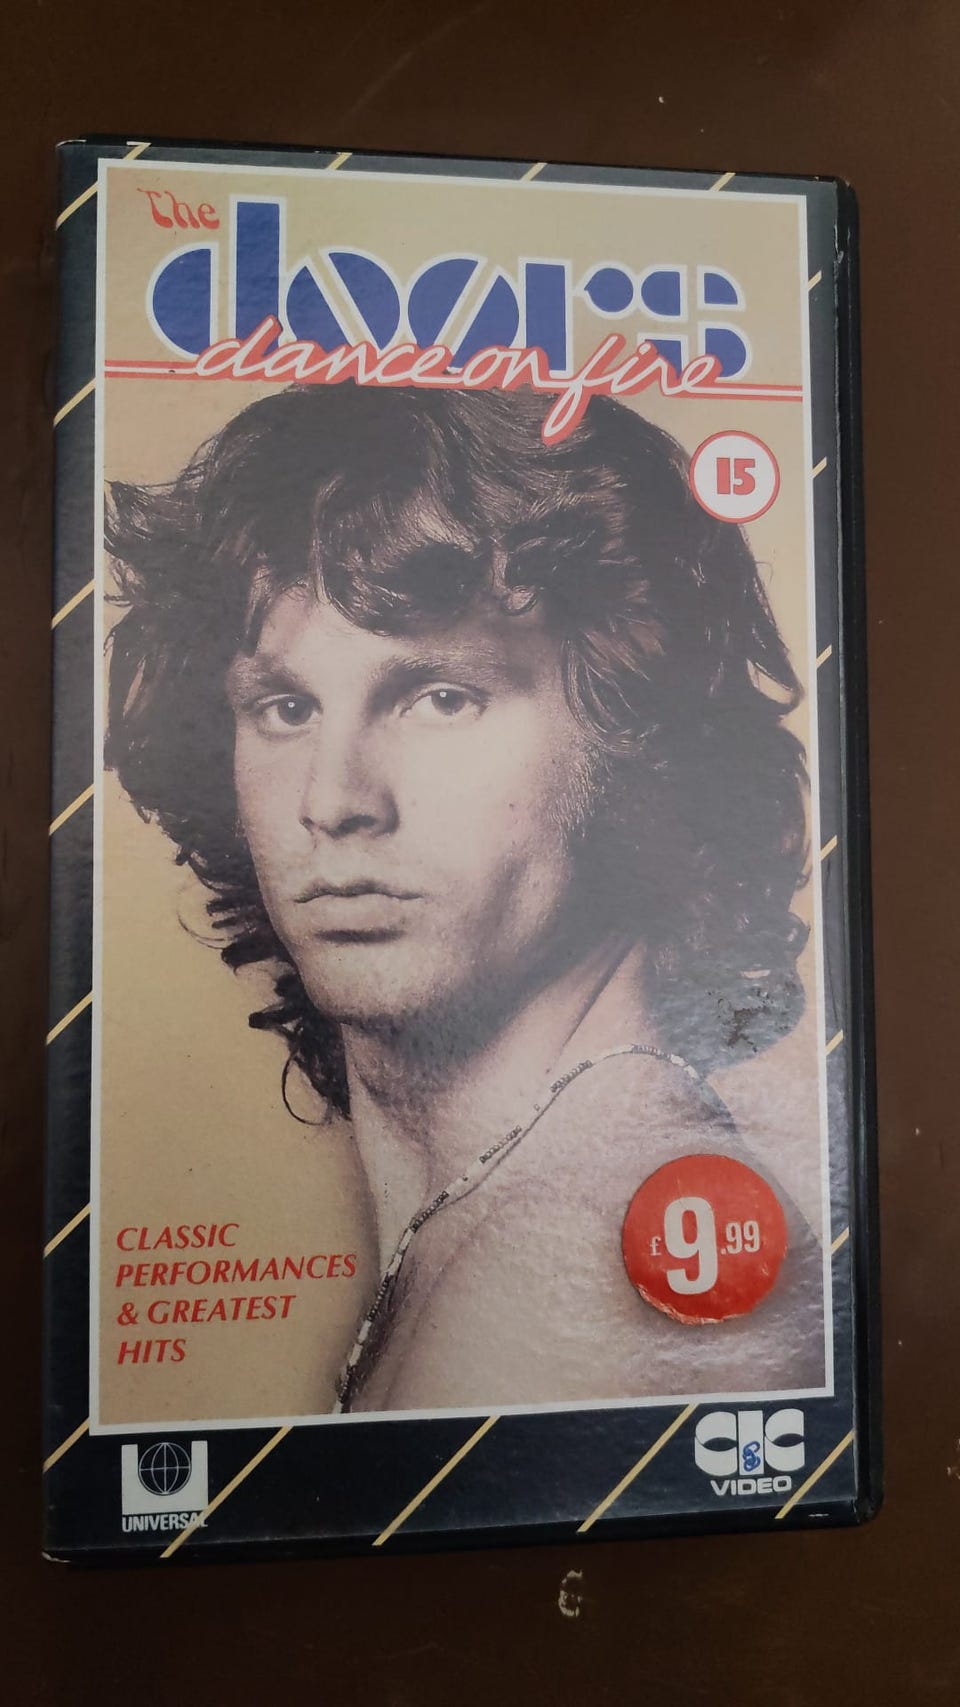 The
doors
dance on fire
15
CLASSIC
PERFORMANCES
& GREATEST
HITS
£9.99
UNIVERSAL
CIC
VIDEO